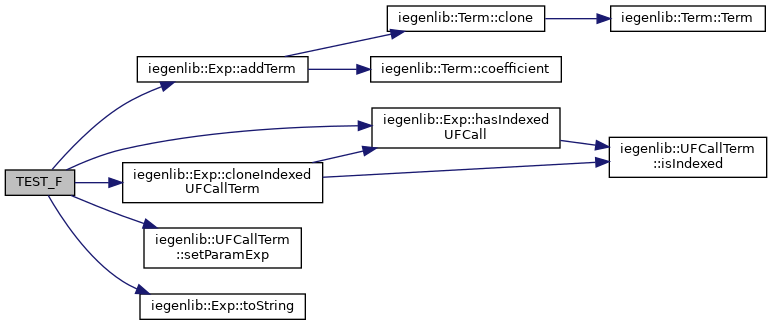 iegenlib::Term::clone
iegenlib::Term::Term
iegenlib::Exp::addTerm
iegenlib::Term::coefficient
iegenlib::Exp::hasIndexed
UFCall
iegenlib::UFCallTerm
::isIndexed
TEST_F
iegenlib::Exp::cloneIndexed
UFCallTerm
iegenlib::UFCallTerm
::setParamExp
iegenlib::Exp::toString